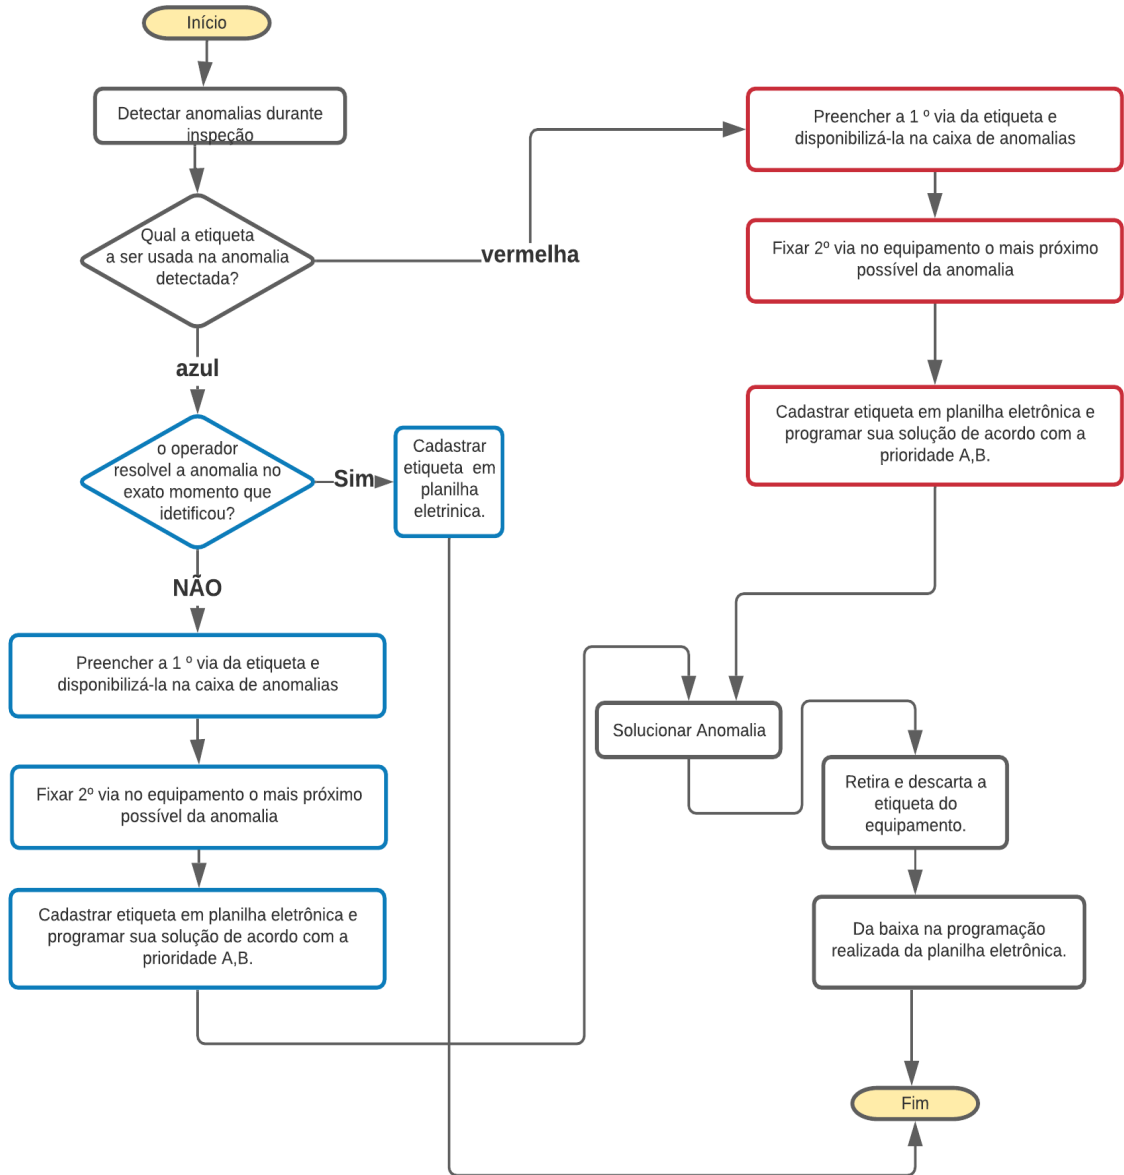 Início
Detectar anomalias durante
inspeção
Qual a etiqueta
a ser usada na anomalia
detectada?
vermelha
azul
o operador
resolvel a anomalia no
exato momento que
idetificou?
Sim
Cadastrar
etiqueta em
planilha
eletrinica.
NÃO
Preencher a 1 º via da etiqueta e
disponibilizá-la na caixa de anomalias
Fixar 2º via no equipamento o mais próximo
possível da anomalia
Cadastrar etiqueta em planilha eletrônica e
programar sua solução de acordo com a
prioridade A,B.
Preencher a 1 º via da etiqueta e
disponibilizá-la na caixa de anomalias
Fixar 2º via no equipamento o mais próximo
possível da anomalia
Cadastrar etiqueta em planilha eletrônica e
programar sua solução de acordo com a
prioridade A,B.
Solucionar Anomalia
Retira e descarta a
etiqueta do
equipamento.
Da baixa na programação
realizada da planilha eletrônica.
Fim